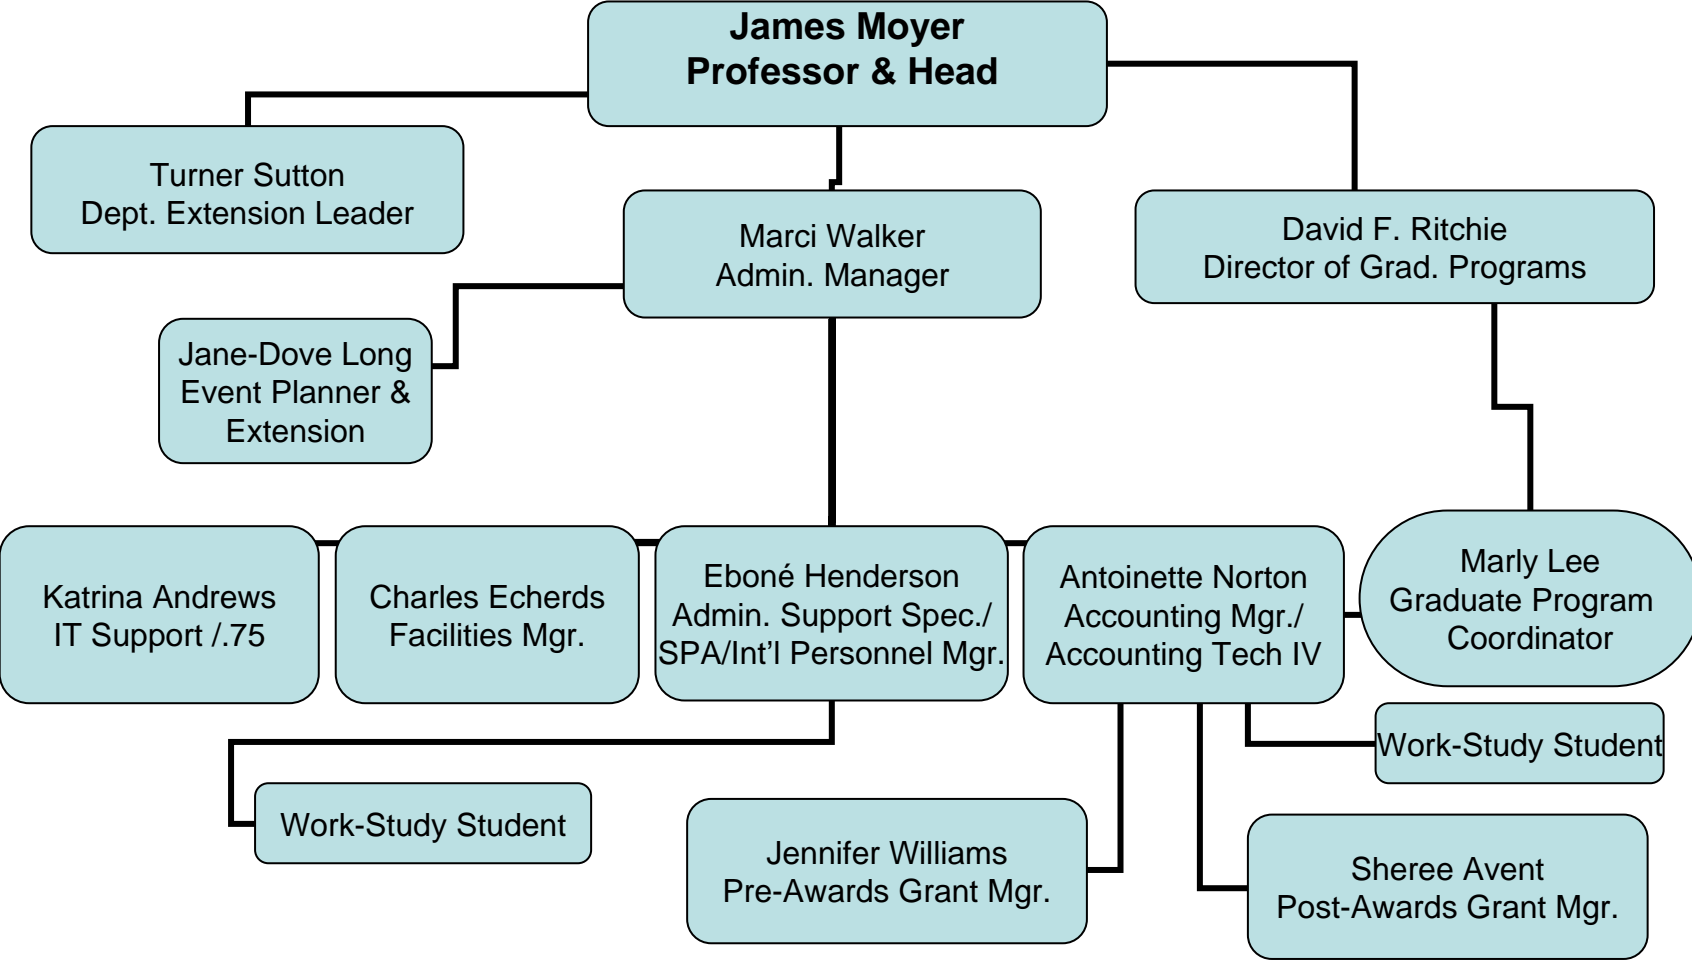 James Moyer
Professor & Head
Turner Sutton
Dept. Extension Leader
Marci Walker
Admin. Manager
David F. Ritchie
Director of Grad. Programs
Jane-Dove Long
Event Planner &
Extension
Katrina Andrews
IT Support /.75
Charles Echerds
Facilities Mgr.
Eboné Henderson
Admin. Support Spec./
SPA/Int’l Personnel Mgr.
Antoinette Norton
Accounting Mgr./
Accounting Tech IV
Marly Lee
Graduate Program
Coordinator
Work-Study Student
Work-Study Student
Jennifer Williams
Pre-Awards Grant Mgr.
Sheree Avent
Post-Awards Grant Mgr.